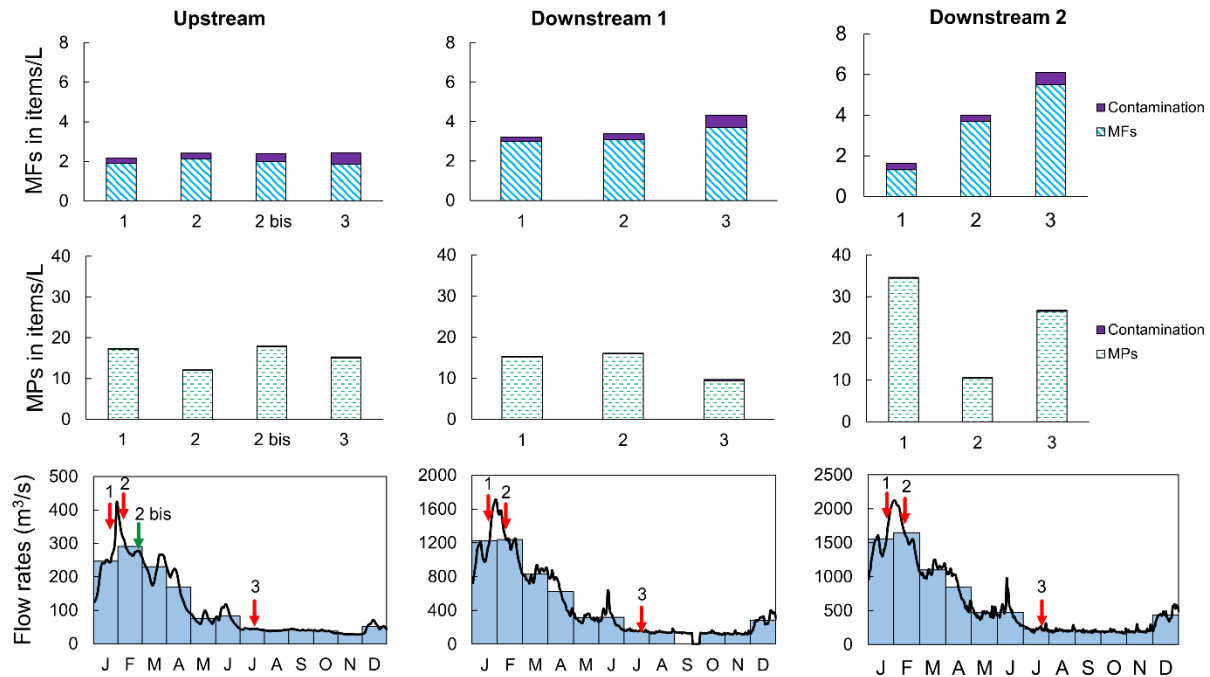 Upstream
Downstream 1
Downstream 2
MFs in items/L
8
6
4
2
0
1 2 2 bis 3
8
6
4
2
0
1 2 3
8
6
4
2
0
1 2 3
Contamination
MFs
MPs in items/L
40
30
20
10
0
1 2 2 bis 3
40
30
20
10
0
1 2 3
40
30
20
10
0
1 2 3
Contamination
MPs
Flow rates (m³/s)
500
400
300
200
100
0
1 2
2 bis
3
J F M A M J J A S O N D
2000
1600
1200
800
400
0
1 2
3
J F M A M J J A S O N D
2500
2000
1500
1000
500
0
1 2
3
J F M A M J J A S O N D